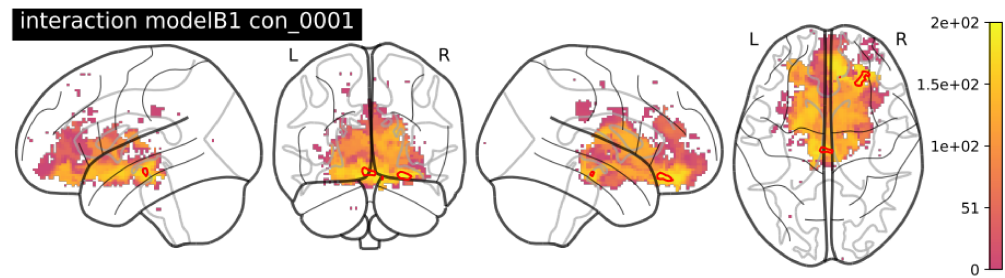 interaction modelB1 con_0001
L R L R
2e+02
1.5e+02
1e+02
51
0